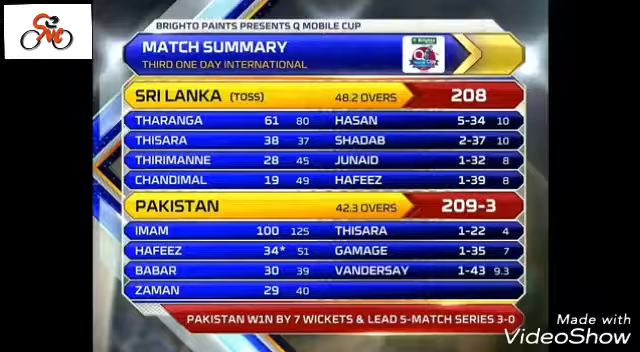 BRIGHTO PAINTS PRESENTS Q MOBILE CUP
MATCH SUMMARY
THIRD ONE DAY INTERNATIONAL
SRI LANKA (TOSS) 48.2 OVERS 208
THARANGA 61 80 HASAN 5-34 10
THISARA 38 37 SHADAB 2-37 10
THIRIMANNE 28 45 JUNAID 1-32 8
CHANDIMAL 19 49 HAFEEZ 1-39 8
PAKISTAN 42.3 OVERS 209-3
IMAM 100 125 THISARA 1-22 4
HAFEEZ 34* 51 GAMAGE 1-35 7
BABAR 30 39 VANDERSAY 1-43 9.3
ZAMAN 29 40
PAKISTAN W1N BY 7 WICKETS & LEAD 5-MATCH SERIES 3-0
Made with
VideoShow